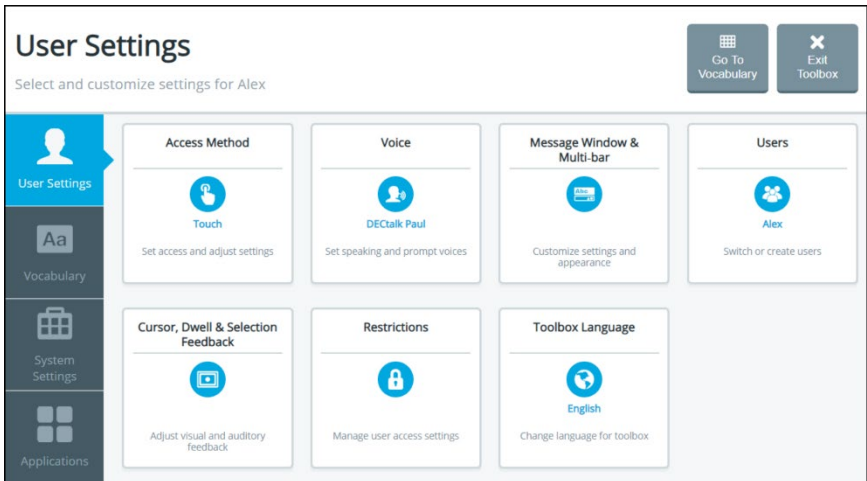 User Settings
Select and customize settings for Alex
Go To
Vocabulary
Exit
Toolbox
User Settings
Aa
Vocabulary
System
Settings
Applications
Access Method
Touch
Set access and adjust settings
Voice
DECtalk Paul
Set speaking and prompt voices
Message Window &
Multi-bar
Abc
Customize settings and
appearance
Users
Alex
Switch or create users
Cursor, Dwell & Selection
Feedback
Adjust visual and auditory
feedback
Restrictions
Manage user access settings
Toolbox Language
English
Change language for toolbox